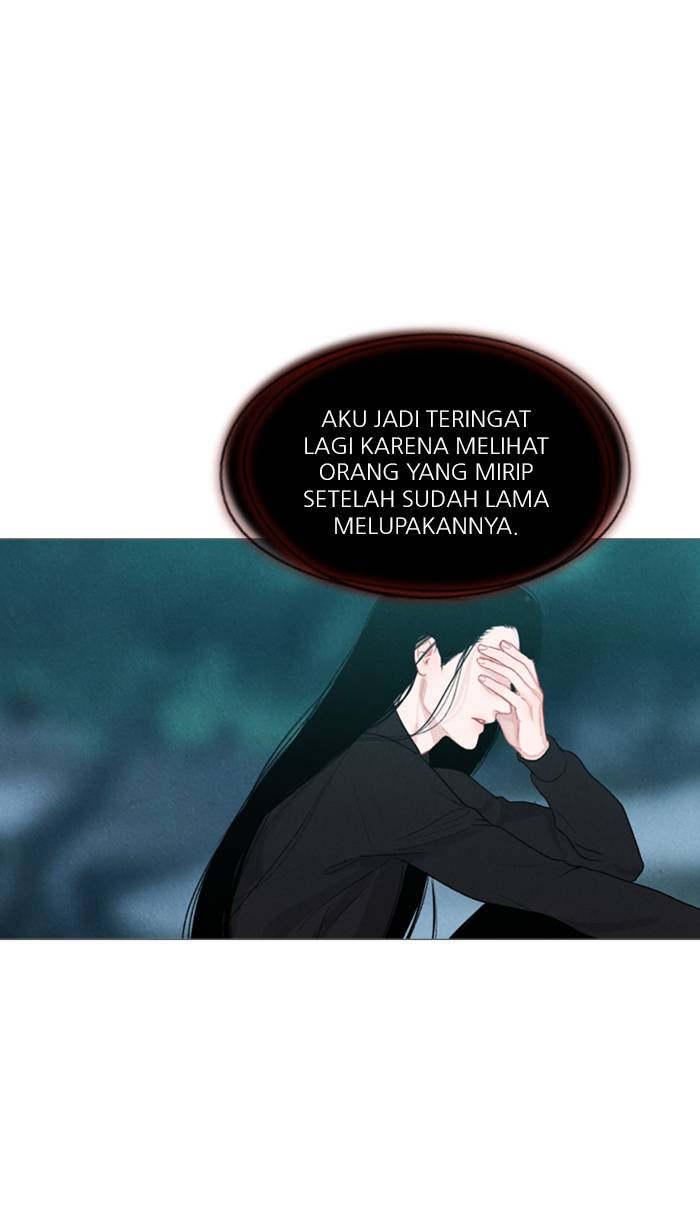 AKU JADI TERINGAT
LAGI KARENA MELIHAT
ORANG YANG MIRIP
SETELAH SUDAH LAMA
MELUPAKANNYA.